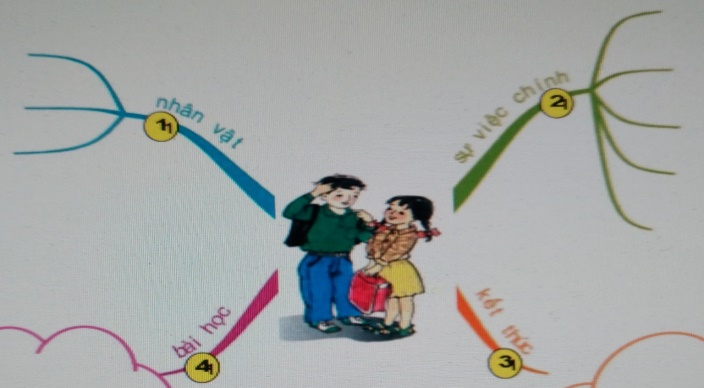 nhân vật
1
sự việc chính
2
kết thúc
3
bài học
4